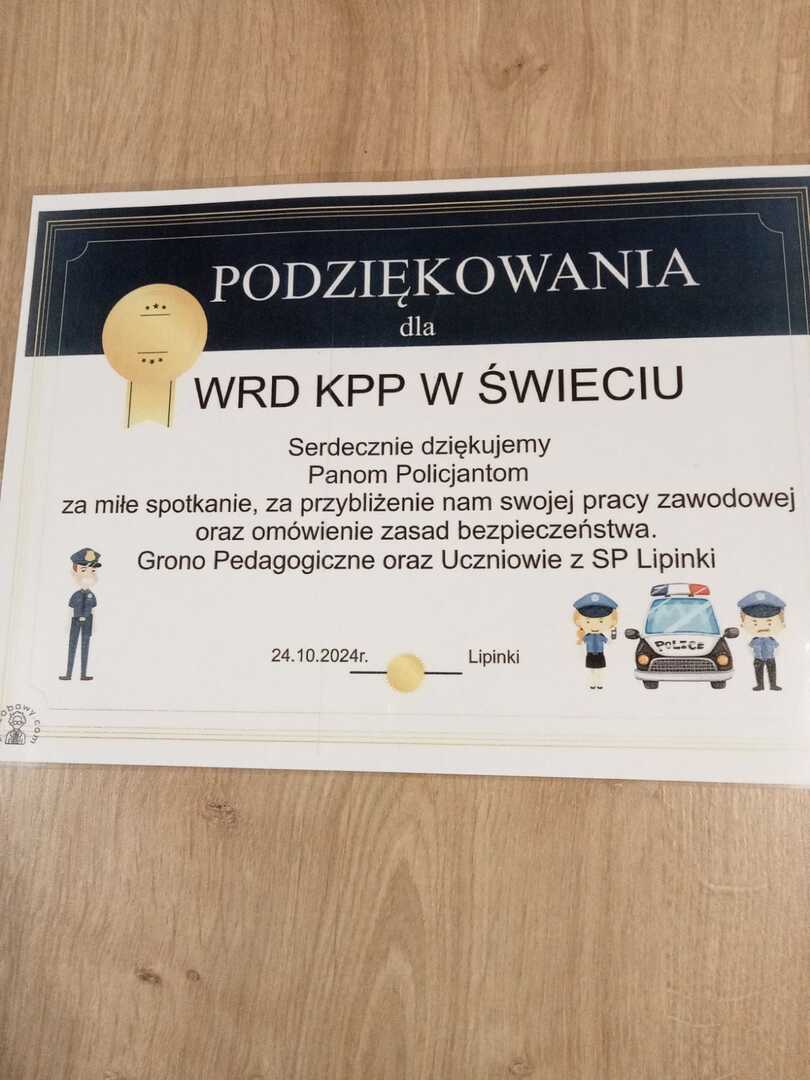 PODZIĘKOWANIA
dla
WRD KPP W ŚWIECIU
Serdecznie dziękujemy
Panom Policjantom
za miłe spotkanie, za przybliżenie nam swojej pracy zawodowej
oraz omówienie zasad bezpieczeństwa.
Grono Pedagogiczne oraz Uczniowie z SP Lipinki
24.10.2024r.
Lipinki
POLICE